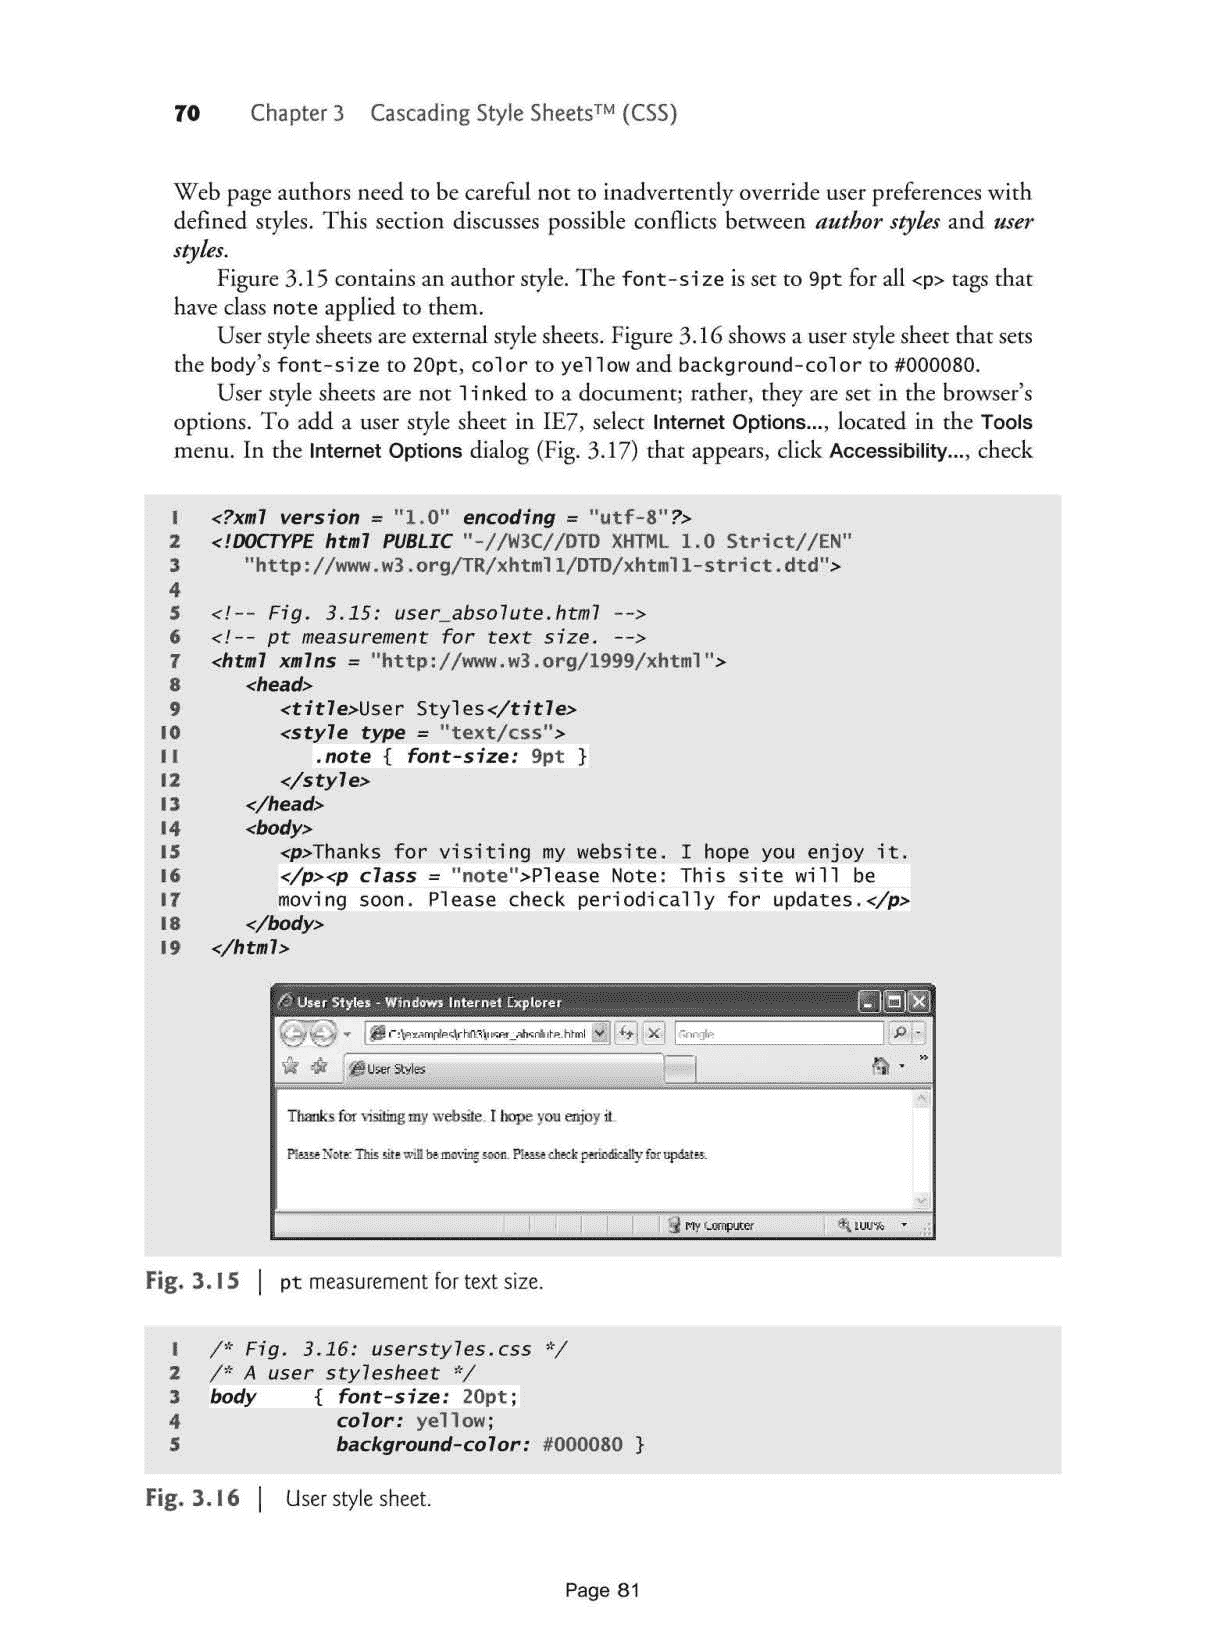 70 Chapter 3 Cascading Style Sheets™ (CSS)
Web page authors need to be careful not to inadvertently override user preferences with
defined styles. This section discusses possible conflicts between author styles and user
styles.
Figure 3.15 contains an author style. The font-size is set to 9pt for all <p> tags that
have class note applied to them.
User style sheets are external style sheets. Figure 3.16 shows a user style sheet that sets
the body's font-size to 20pt, color to yellow and background-color to #000080.
User style sheets are not linked to a document; rather, they are set in the browser's
options. To add a user style sheet in IE7, select Internet Options..., located in the Tools
menu. In the Internet Options dialog (Fig. 3.17) that appears, click Accessibility..., check
1 <?xml version = "1.0" encoding = "utf-8"?>
2 <!DOCTYPE html PUBLIC "-//W3C//DTD XHTML 1.0 Strict//EN"
3 "http://www.w3.org/TR/xhtml1/DTD/xhtml1-strict.dtd">
4
5 <!-- Fig. 3.15: user_absolute.html -->
6 <!-- pt measurement for text size. -->
7 <html xmlns = "http://www.w3.org/1999/xhtml">
8 <head>
9 <title>User Styles</title>
10 <style type = "text/css">
11 .note { font-size: 9pt }
12 </style>
13 </head>
14 <body>
15 <p>Thanks for visiting my website. I hope you enjoy it.
16 </p><p class = "note">Please Note: This site will be
17 moving soon. Please check periodically for updates.</p>
18 </body>
19 </html>
User Styles - Windows Internet Explorer
C:\examples\ch03\user_absolute.html Google
User Styles
Thanks for visiting my website. I hope you enjoy it.
Please Note: This site will be moving soon. Please check periodically for updates.
My Computer 100%
Fig. 3.15 | pt measurement for text size.
1 /* Fig. 3.16: userstyles.css */
2 /* A user stylesheet */
3 body { font-size: 20pt;
4 color: yellow;
5 background-color: #000080 }
Fig. 3.16 | User style sheet.
Page 81